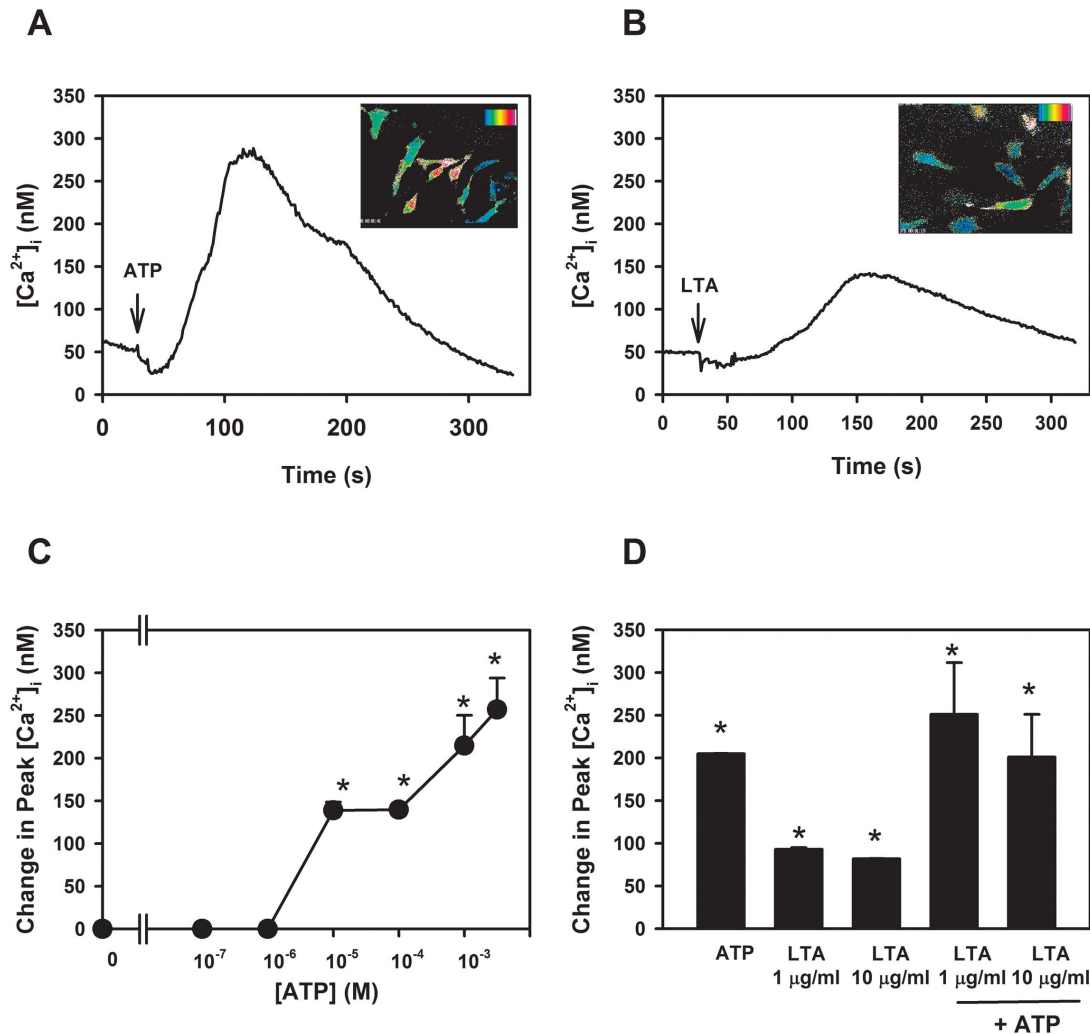 A
B
350
300
250
200
150
100
50
0
[Ca2+]i (nM)
ATP
0
100
200
300
Time (s)
350
300
250
200
150
100
50
0
[Ca2+]i (nM)
LTA
0
50
100
150
200
250
300
Time (s)
C
D
350
300
250
200
150
100
50
0
Change in Peak [Ca2+]i (nM)
*
*
*
*
0
10-7
10-6
10-5
10-4
10-3
[ATP] (M)
350
300
250
200
150
100
50
0
Change in Peak [Ca2+]i (nM)
*
*
*
*
*
ATP
LTA
1 μg/ml
LTA
10 μg/ml
LTA
1 μg/ml
LTA
10 μg/ml
+ ATP